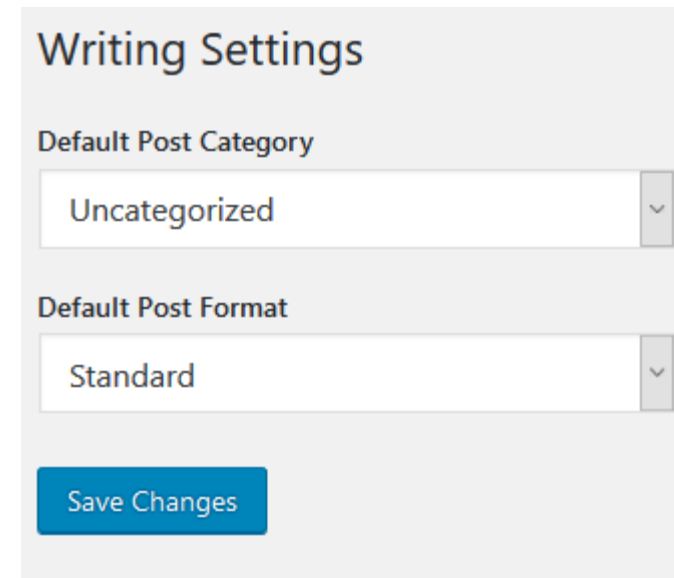 Writing Settings
Default Post Category
Uncategorized
Default Post Format
Standard
Save Changes